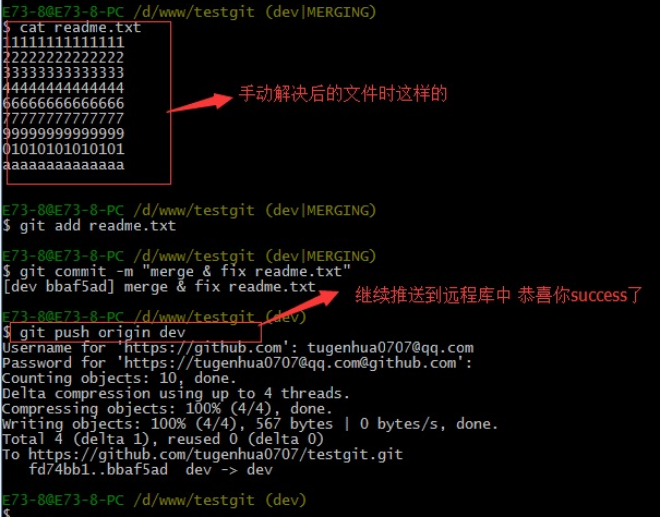 E73-8@E73-8-PC /d/www/testgit (dev|MERGING)
$ cat readme.txt
11111111111111
22222222222222
33333333333333
44444444444444
66666666666666
77777777777777
99999999999999
01010101010101
aaaaaaaaaaaaaa
手动解决后的文件时这样的
E73-8@E73-8-PC /d/www/testgit (dev|MERGING)
$ git add readme.txt
E73-8@E73-8-PC /d/www/testgit (dev|MERGING)
$ git commit -m "merge & fix readme.txt"
[dev bbaf5ad] merge & fix readme.txt
继续推送到远程库中 恭喜你success了
E73-8@E73-8-PC /d/www/testgit (dev)
$ git push origin dev
Username for 'https://github.com': tugenhua0707@qq.com
Password for 'https://tugenhua0707@qq.com@github.com':
Counting objects: 10, done.
Delta compression using up to 4 threads.
Compressing objects: 100% (4/4), done.
Writing objects: 100% (4/4), 567 bytes | 0 bytes/s, done.
Total 4 (delta 1), reused 0 (delta 0)
To https://github.com/tugenhua0707/testgit.git
   fd74bb1..bbaf5ad  dev -> dev
E73-8@E73-8-PC /d/www/testgit (dev)
$